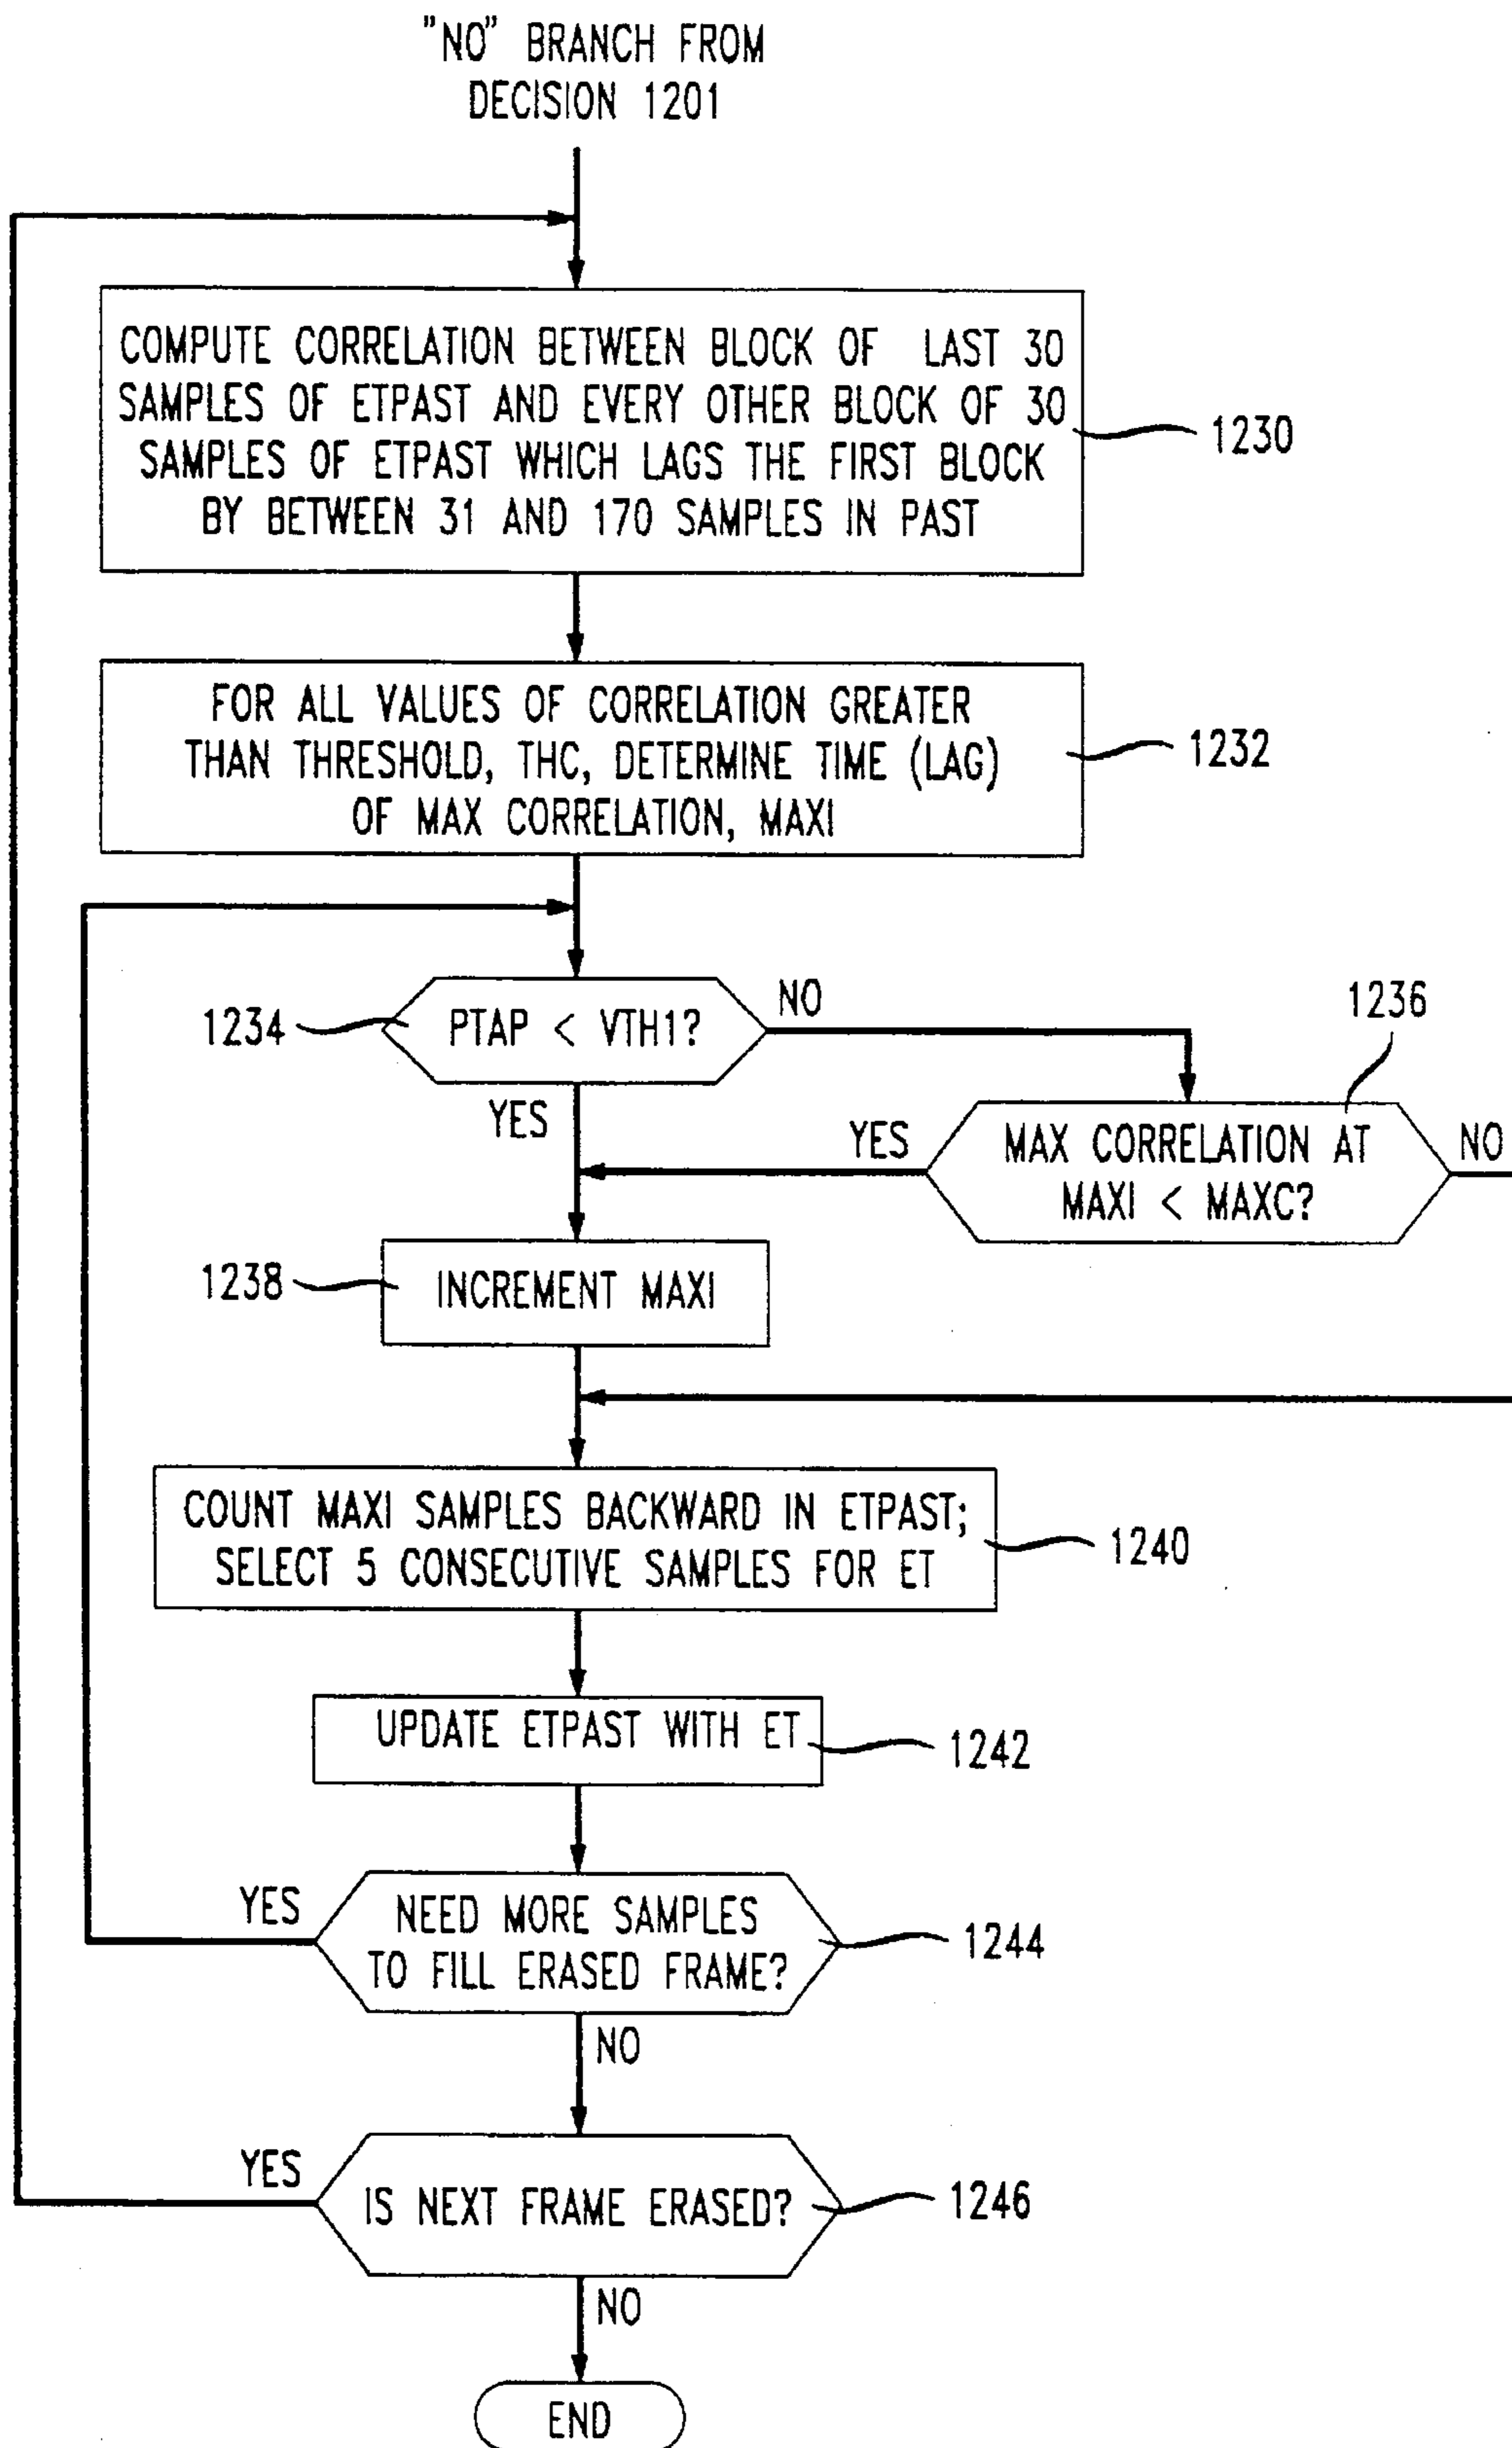 "NO" BRANCH FROM
DECISION 1201
COMPUTE CORRELATION BETWEEN BLOCK OF LAST 30
SAMPLES OF ETPAST AND EVERY OTHER BLOCK OF 30
SAMPLES OF ETPAST WHICH LAGS THE FIRST BLOCK
BY BETWEEN 31 AND 170 SAMPLES IN PAST
1230
FOR ALL VALUES OF CORRELATION GREATER
THAN THRESHOLD, THC, DETERMINE TIME (LAG)
OF MAX CORRELATION, MAXI
1232
1234
PTAP < VTH1?
NO
YES
1236
MAX CORRELATION AT
MAXI < MAXC?
YES
NO
1238
INCREMENT MAXI
COUNT MAXI SAMPLES BACKWARD IN ETPAST;
SELECT 5 CONSECUTIVE SAMPLES FOR ET
1240
UPDATE ETPAST WITH ET
1242
YES
NEED MORE SAMPLES
TO FILL ERASED FRAME?
1244
NO
YES
IS NEXT FRAME ERASED?
1246
NO
END